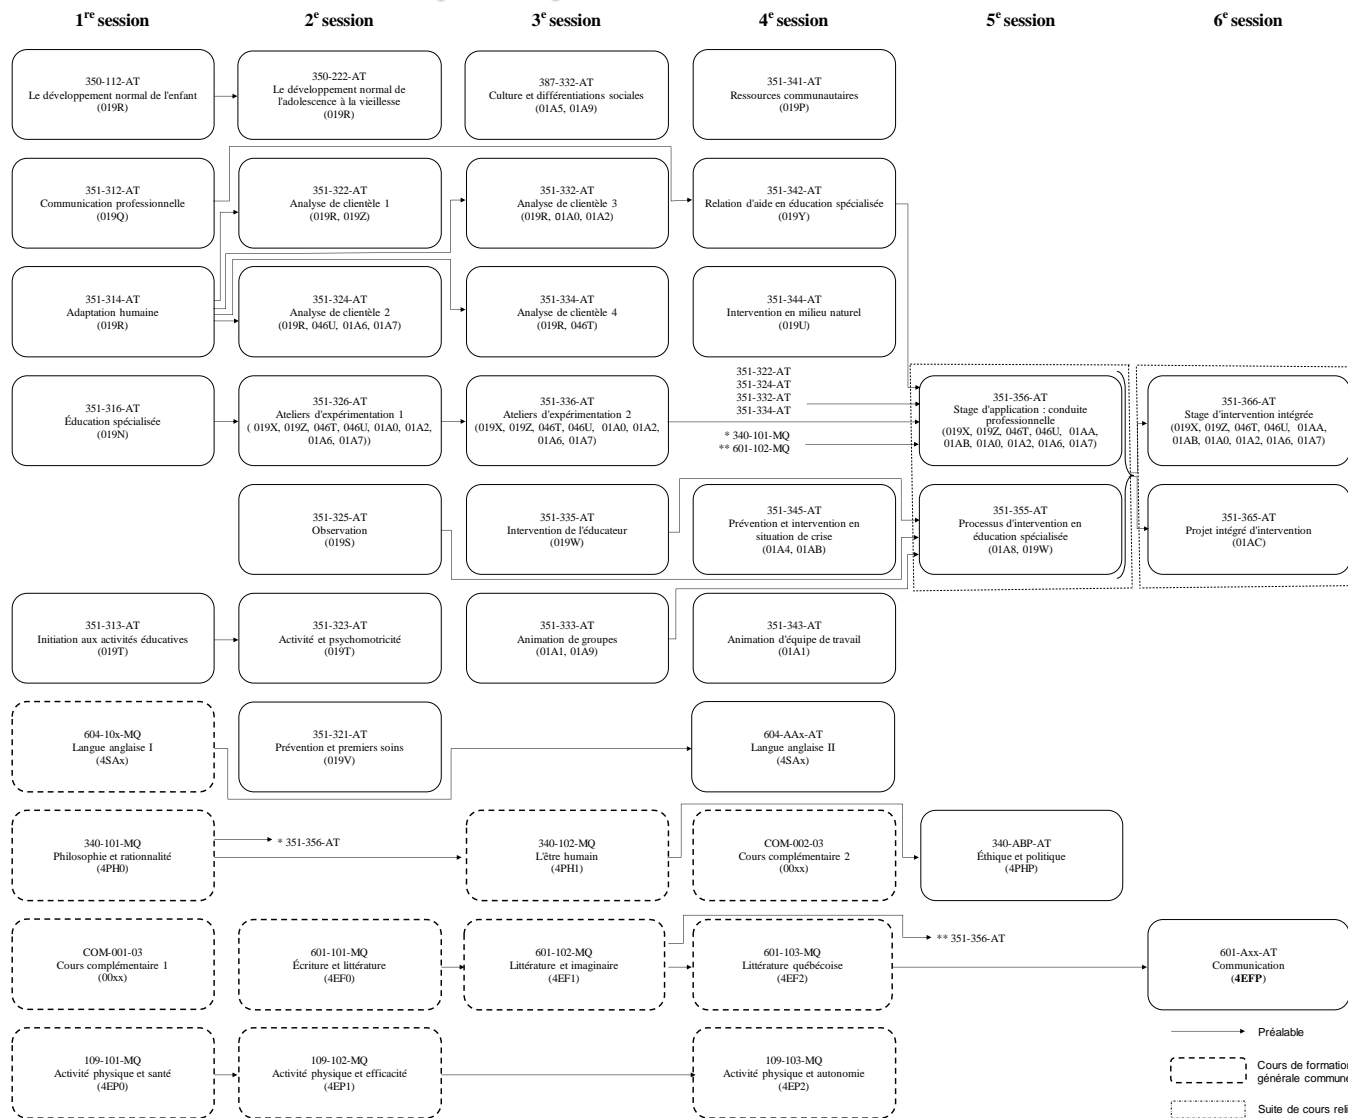 1re session
2e session
3e session
4e session
5e session
6e session
350-112-AT
Le développement normal de l'enfant
(019R)
350-222-AT
Le développement normal de
l'adolescence à la vieillesse
(019R)
387-332-AT
Culture et différentiations sociales
(01A5, 01A9)
351-341-AT
Ressources communautaires
(019P)
351-312-AT
Communication professionnelle
(019Q)
351-322-AT
Analyse de clientèle 1
(019R, 019Z)
351-332-AT
Analyse de clientèle 3
(019R, 01A0, 01A2)
351-342-AT
Relation d'aide en éducation spécialisée
(019Y)
351-314-AT
Adaptation humaine
(019R)
351-324-AT
Analyse de clientèle 2
(019R, 046U, 01A6, 01A7)
351-334-AT
Analyse de clientèle 4
(019R, 046T)
351-344-AT
Intervention en milieu naturel
(019U)
351-316-AT
Éducation spécialisée
(019N)
351-326-AT
Ateliers d'expérimentation 1
( 019X, 019Z, 046T, 046U, 01A0, 01A2,
01A6, 01A7))
351-336-AT
Ateliers d'expérimentation 2
(019X, 019Z, 046T, 046U, 01A0, 01A2,
01A6, 01A7)
351-322-AT
351-324-AT
351-332-AT
351-334-AT
* 340-101-MQ
** 601-102-MQ
351-356-AT
Stage d'application : conduite
professionnelle
(019X, 019Z, 046T, 046U, 01AA,
01AB, 01A0, 01A2, 01A6, 01A7)
351-366-AT
Stage d'intervention intégrée
(019X, 019Z, 046T, 046U, 01AA,
01AB, 01A0, 01A2, 01A6, 01A7)
351-325-AT
Observation
(019S)
351-335-AT
Intervention de l'éducateur
(019W)
351-345-AT
Prévention et intervention en
situation de crise
(01A4, 01AB)
351-355-AT
Processus d'intervention en
éducation spécialisée
(01A8, 019W)
351-365-AT
Projet intégré d'intervention
(01AC)
351-313-AT
Initiation aux activités éducatives
(019T)
351-323-AT
Activité et psychomotricité
(019T)
351-333-AT
Animation de groupes
(01A1, 01A9)
351-343-AT
Animation d'équipe de travail
(01A1)
604-10x-MQ
Langue anglaise I
(4SAx)
351-321-AT
Prévention et premiers soins
(019V)
604-AAx-AT
Langue anglaise II
(4SAx)
340-101-MQ
Philosophie et rationnalité
(4PH0)
* 351-356-AT
340-102-MQ
L'être humain
(4PH1)
COM-002-03
Cours complémentaire 2
(00xx)
340-ABP-AT
Éthique et politique
(4PHP)
COM-001-03
Cours complémentaire 1
(00xx)
601-101-MQ
Écriture et littérature
(4EF0)
601-102-MQ
Littérature et imaginaire
(4EF1)
601-103-MQ
Littérature québécoise
(4EF2)
** 351-356-AT
601-Axx-AT
Communication
(4EFP)
109-101-MQ
Activité physique et santé
(4EP0)
109-102-MQ
Activité physique et efficacité
(4EP1)
109-103-MQ
Activité physique et autonomie
(4EP2)
Préalable
Cours de formation
générale commune
Suite de cours reli